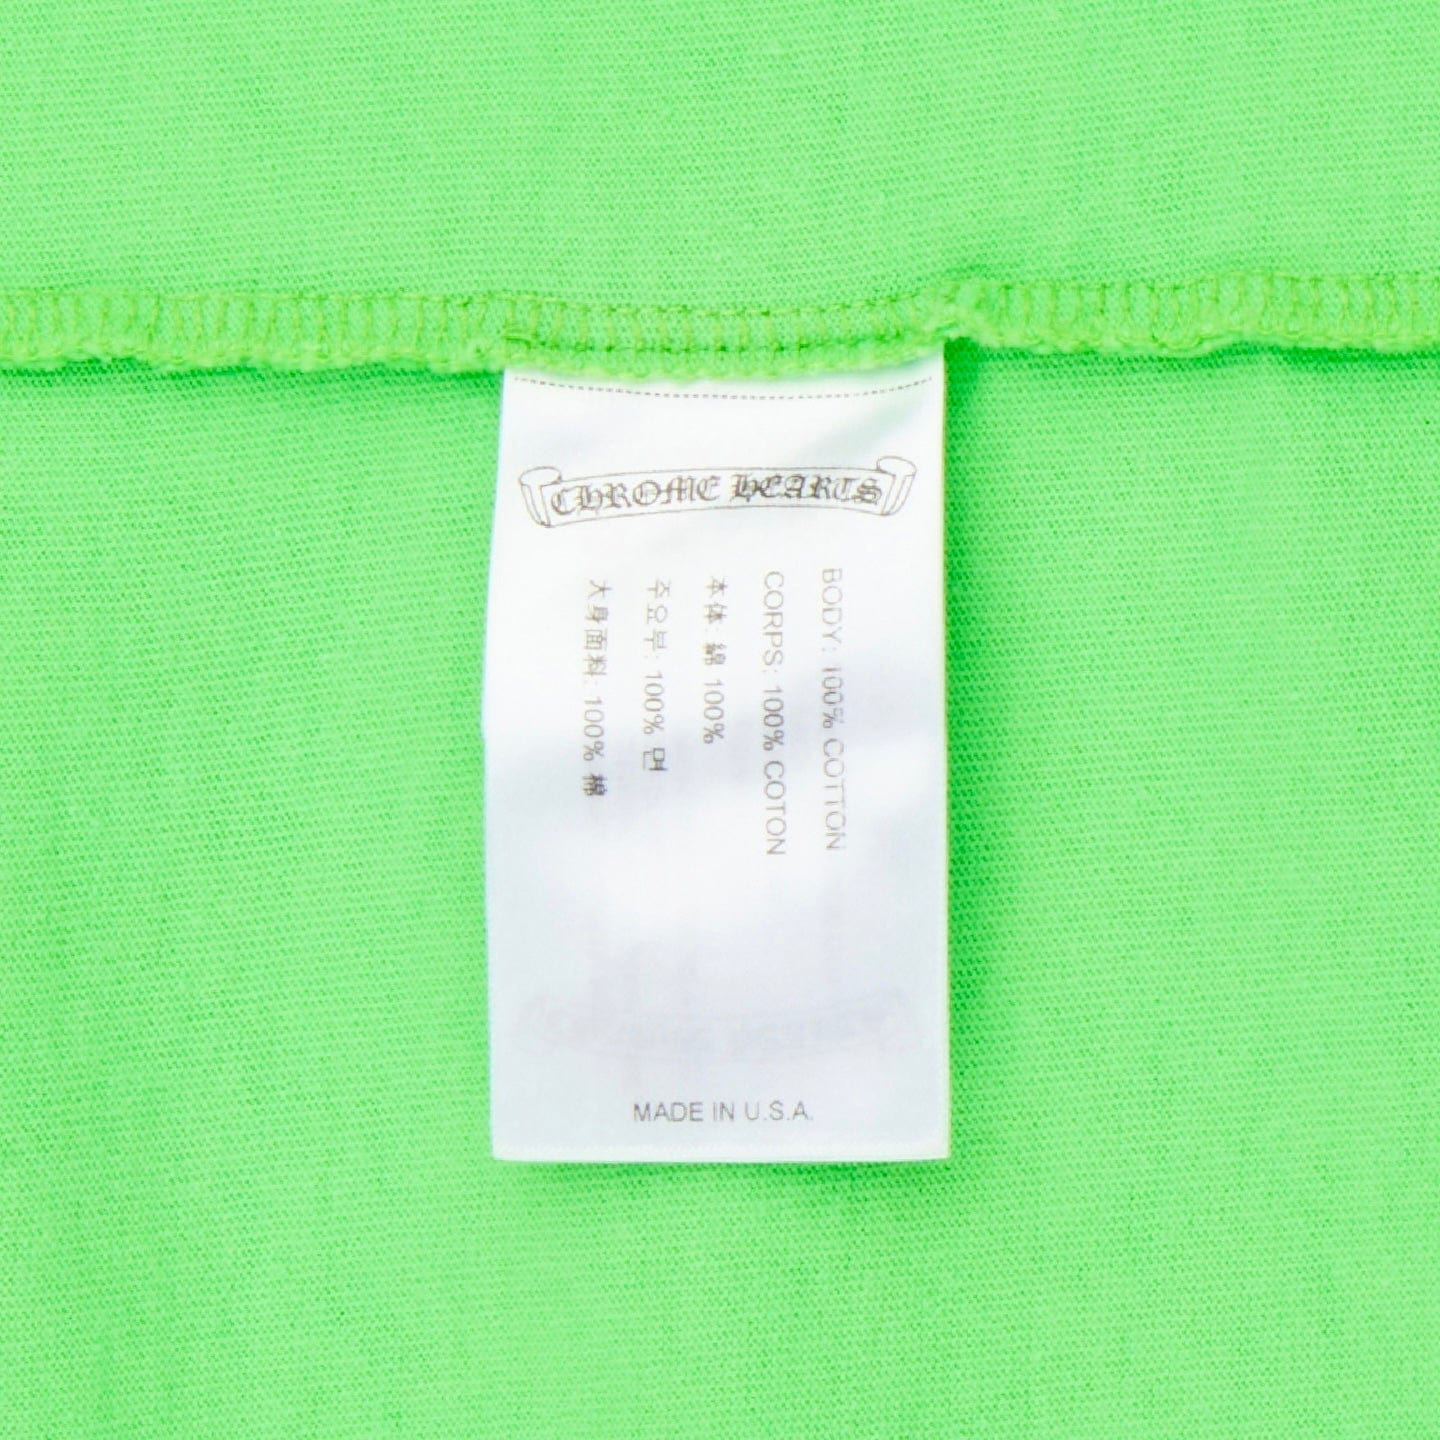 CHROME HEARTS
BODY: 100% COTTON
CORPS: 100% COTON
本体: 綿 100%
주요부: 100% 면
大身面料: 100% 棉
MADE IN U.S.A.